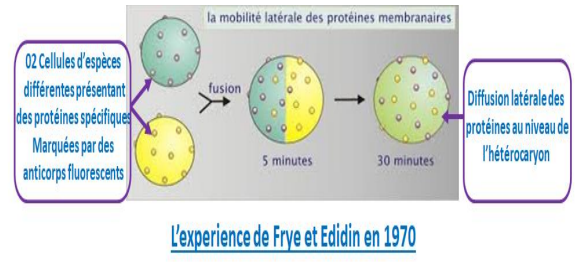 la mobilité latérale des protéines membranaires
02 Cellules d'espèces
différentes présentant
des protéines spécifiques
Marquées par des
anticorps fluorescents
fusion
5 minutes
30 minutes
Diffusion latérale des
protéines au niveau de
l'hétérocaryon
L'experience de Frye et Edidin en 1970